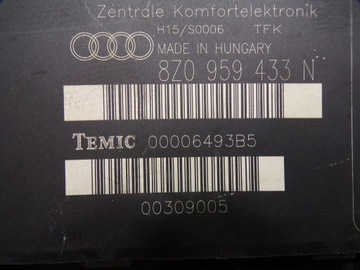 Zentrale Komfortelektronik
H15/S0006 TFK
MADE IN HUNGARY
8Z0 959 433 N
TEMIC 00006493B5
00309005